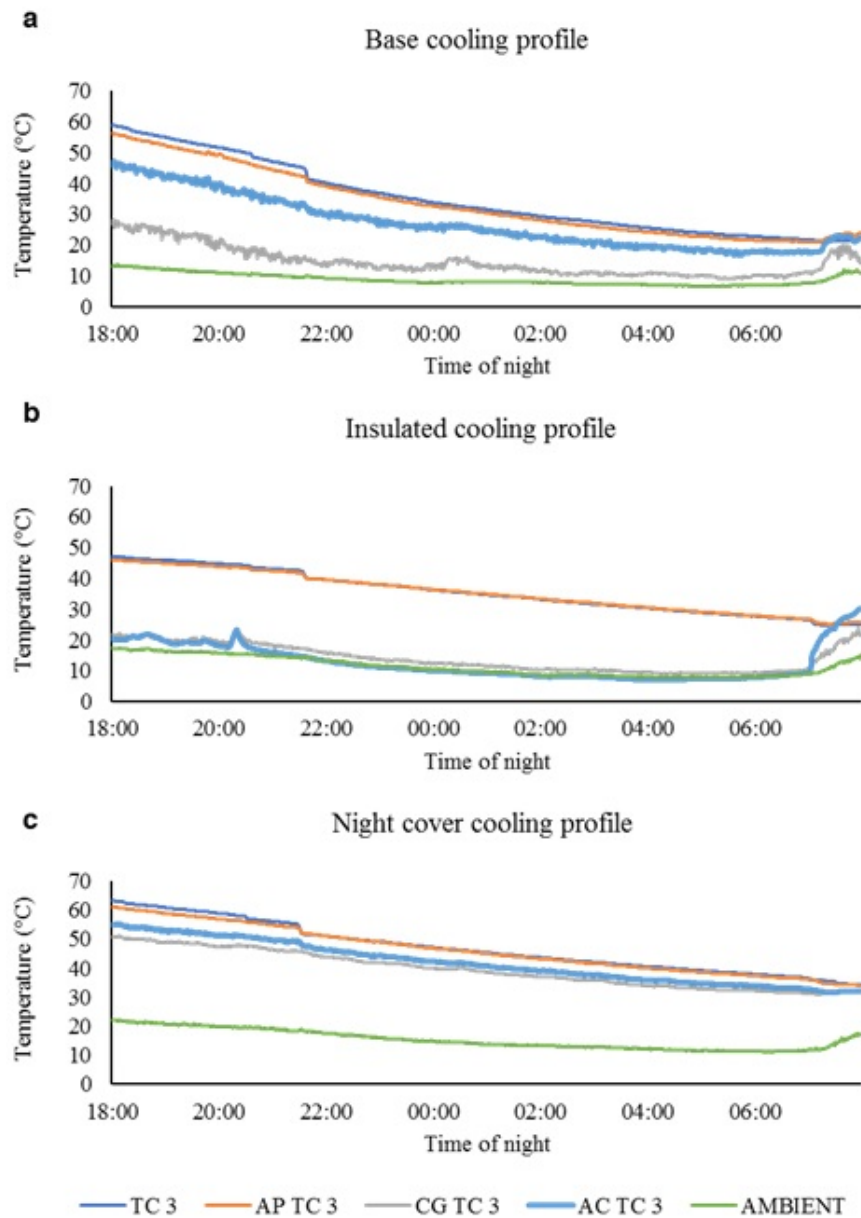 a
Base cooling profile
70
60
50
40
30
20
10
0
Temperature (°C)
18:00 20:00 22:00 00:00 02:00 04:00 06:00
Time of night
b
Insulated cooling profile
70
60
50
40
30
20
10
0
Temperature (°C)
18:00 20:00 22:00 00:00 02:00 04:00 06:00
Time of night
c
Night cover cooling profile
70
60
50
40
30
20
10
0
Temperature (°C)
18:00 20:00 22:00 00:00 02:00 04:00 06:00
Time of night
TC 3 AP TC 3 CG TC 3 AC TC 3 AMBIENT